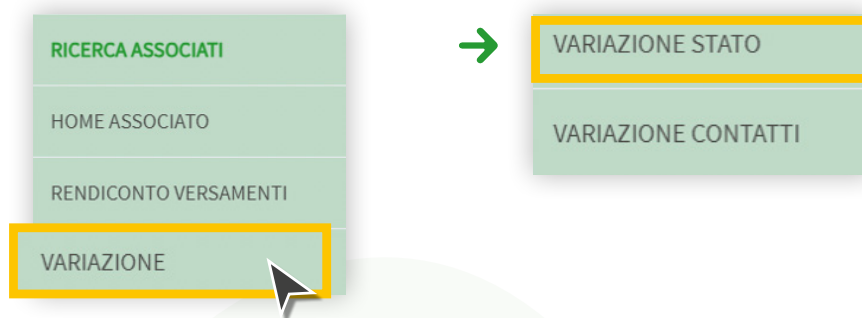 RICERCA ASSOCIATI
HOME ASSOCIATO
RENDICONTO VERSAMENTI
VARIAZIONE
VARIAZIONE STATO
VARIAZIONE CONTATTI